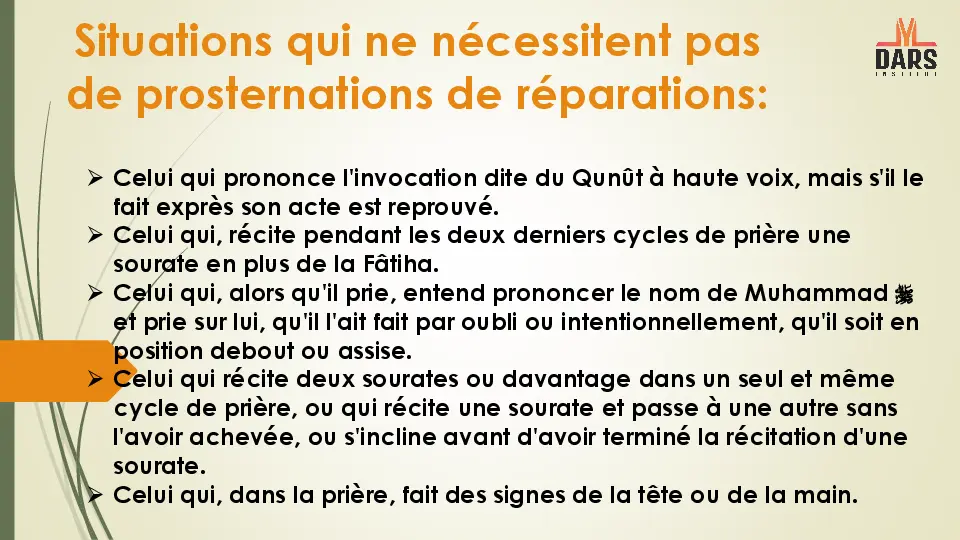 Situations qui ne nécessitent pas
de prosternations de réparations:
DARS
INSTITUT
➢ Celui qui prononce l'invocation dite du Qunût à haute voix, mais s'il le
fait exprès son acte est reprouvé.
➢ Celui qui, récite pendant les deux derniers cycles de prière une
sourate en plus de la Fâtiha.
➢ Celui qui, alors qu'il prie, entend prononcer le nom de Muhammad ﷺ
et prie sur lui, qu'il l'ait fait par oubli ou intentionnellement, qu'il soit en
position debout ou assise.
➢ Celui qui récite deux sourates ou davantage dans un seul et même
cycle de prière, ou qui récite une sourate et passe à une autre sans
l'avoir achevée, ou s'incline avant d'avoir terminé la récitation d'une
sourate.
➢ Celui qui, dans la prière, fait des signes de la tête ou de la main.